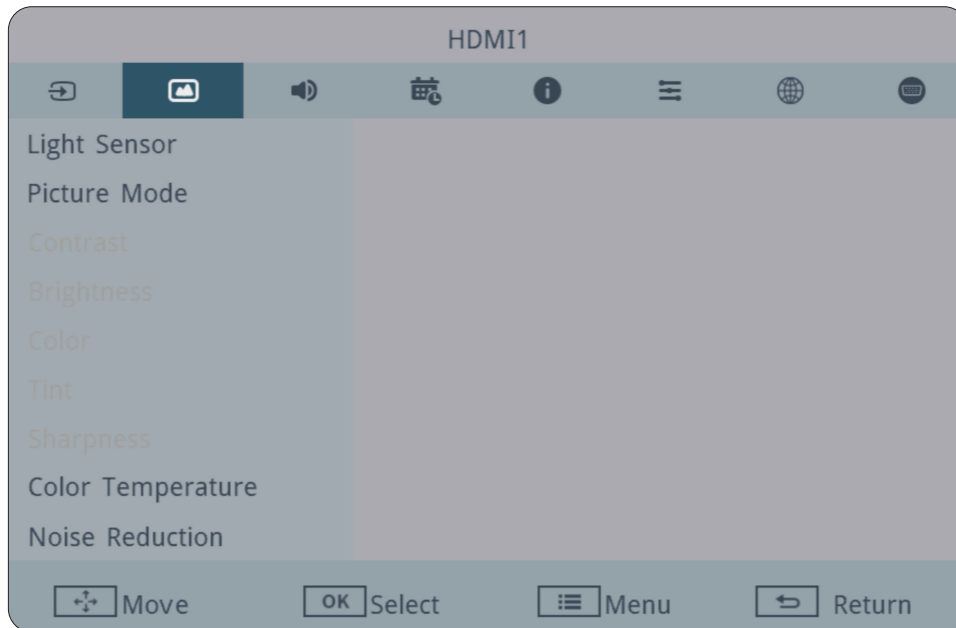 HDMI1
Light Sensor
Picture Mode
Contrast
Brightness
Color
Tint
Sharpness
Color Temperature
Noise Reduction
Move OK Select Menu Return